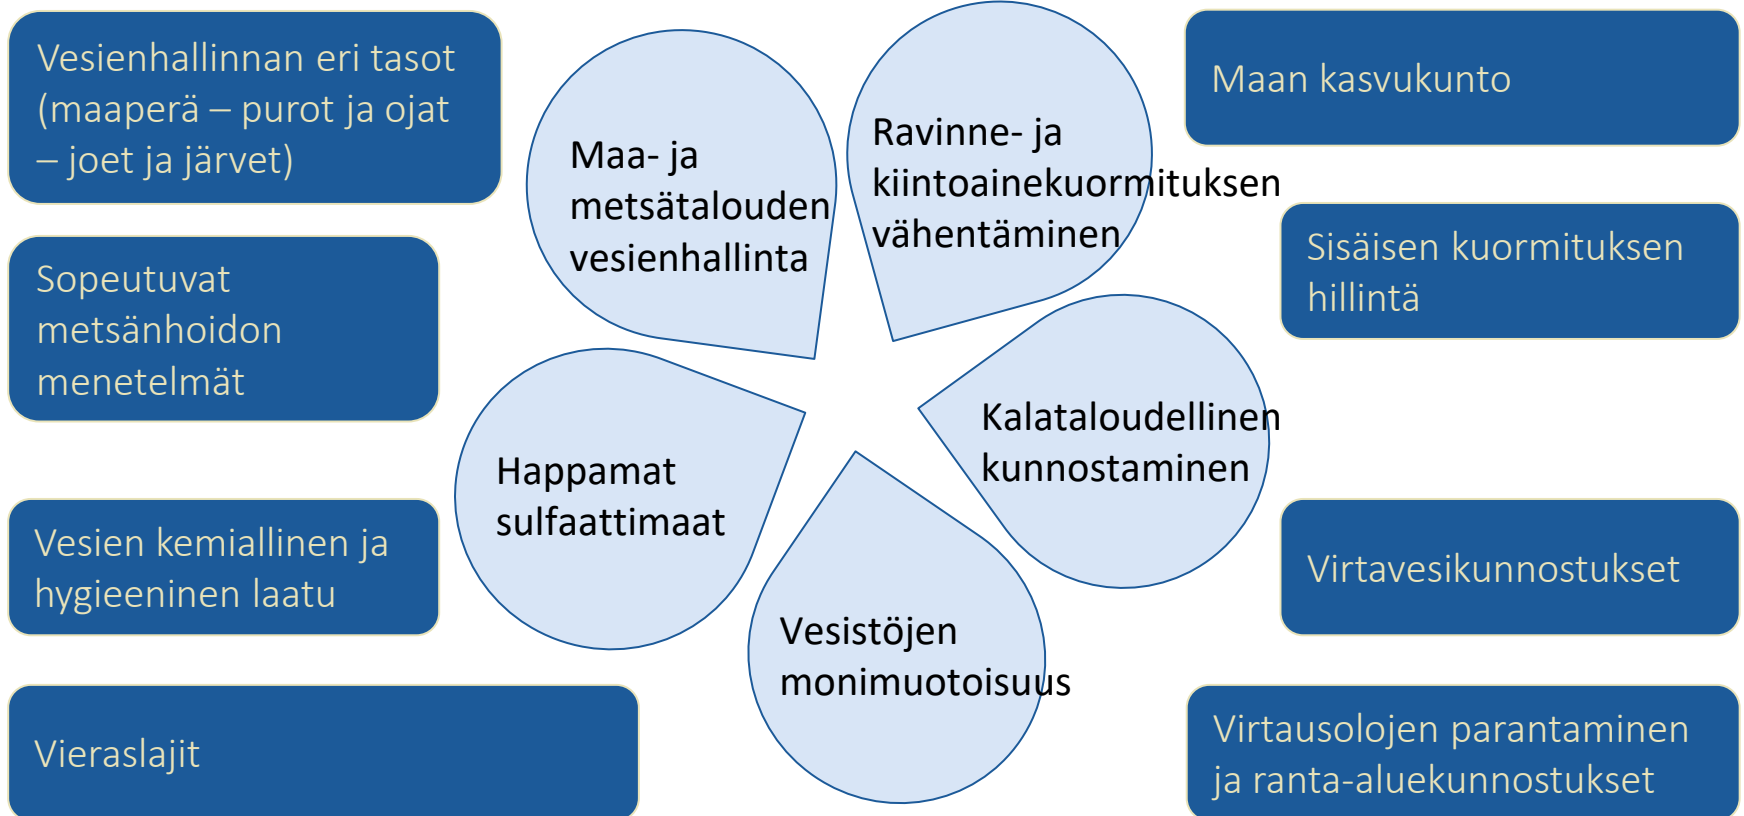 Vesienhallinnan eri tasot
(maaperä – purot ja ojat
– joet ja järvet)
Sopeutuvat
metsänhoidon
menetelmät
Vesien kemiallinen ja
hygieeninen laatu
Vieraslajit
Maa- ja
metsätalouden
vesienhallinta
Ravinne- ja
kiintoainekuormituksen
vähentäminen
Happamat
sulfaattimaat
Kalataloudellinen
kunnostaminen
Vesistöjen
monimuotoisuus
Maan kasvukunto
Sisäisen kuormituksen
hillintä
Virtavesikunnostukset
Virtausolojen parantaminen
ja ranta-aluekunnostukset